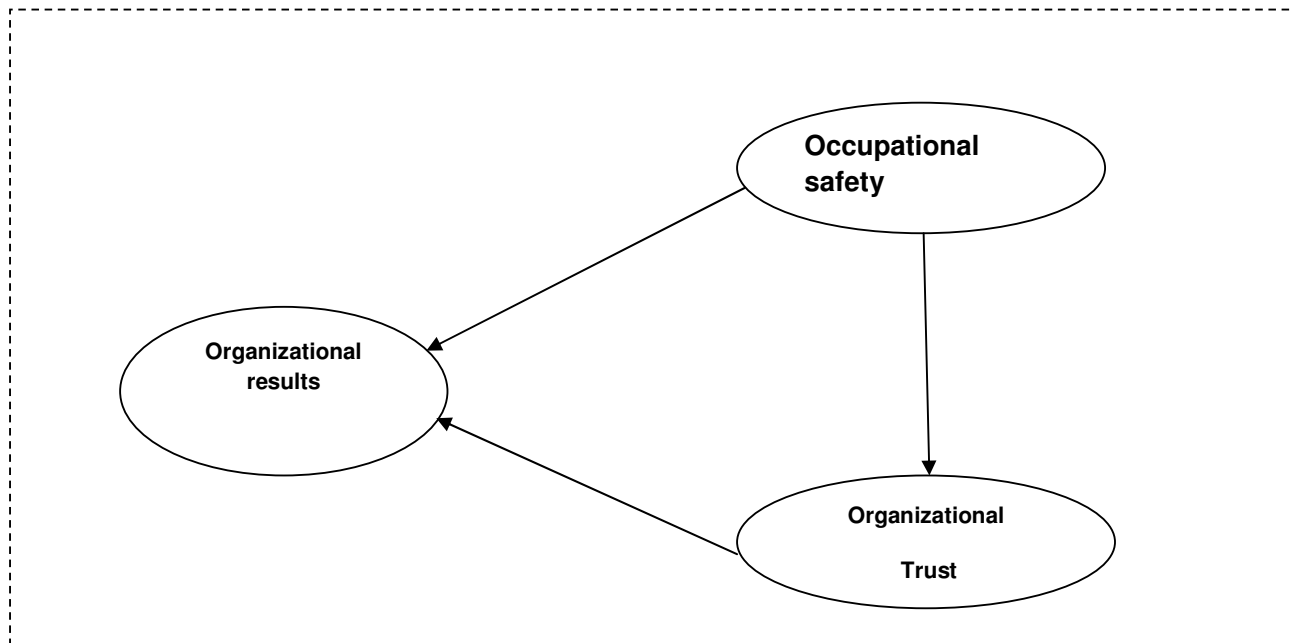 Occupational
safety
Organizational
results
Organizational
Trust